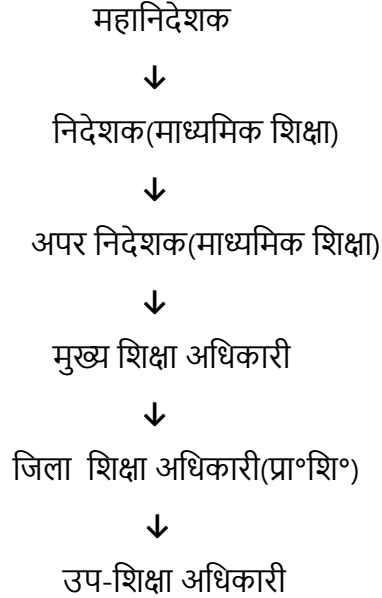 महानिदेशक
↓
निदेशक(माध्यमिक शिक्षा)
↓
अपर निदेशक(माध्यमिक शिक्षा)
↓
मुख्य शिक्षा अधिकारी
↓
जिला शिक्षा अधिकारी(प्रा°शि°)
↓
उप-शिक्षा अधिकारी